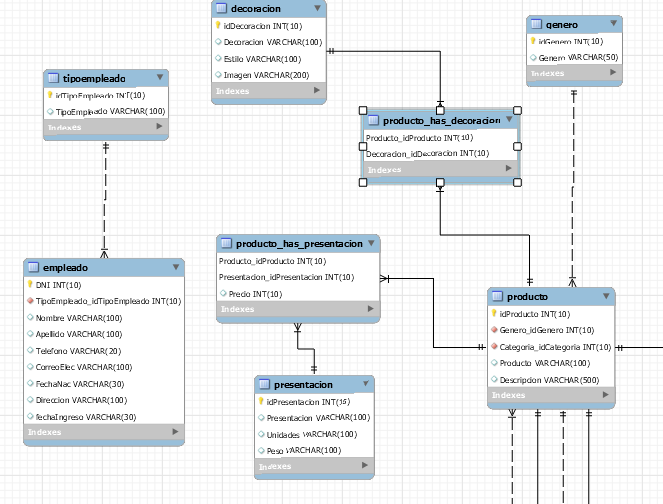 decoracion
idDecoracion INT(10)
Decoracion VARCHAR(100)
Estilo VARCHAR(100)
Imagen VARCHAR(200)
Indexes
genero
idGenero INT(10)
Genero VARCHAR(50)
Indexes
tipoempleado
idTipoEmpleado INT(10)
TipoEmpleado VARCHAR(100)
Indexes
producto_has_decoracion
Producto_idProducto INT(10)
Decoracion_idDecoracion INT(10)
Indexes
producto_has_presentacion
Producto_idProducto INT(10)
Presentacion_idPresentacion INT(10)
Precio INT(10)
Indexes
empleado
DNI INT(10)
TipoEmpleado_idTipoEmpleado INT(10)
Nombre VARCHAR(100)
Apellido VARCHAR(100)
Telefono VARCHAR(20)
CorreoElec VARCHAR(100)
FechaNac VARCHAR(30)
Direccion VARCHAR(100)
fechaIngreso VARCHAR(30)
Indexes
producto
idProducto INT(10)
Genero_idGenero INT(10)
Categoria_idCategoria INT(10)
Producto VARCHAR(100)
Descripcion VARCHAR(500)
Indexes
presentacion
idPresentacion INT(15)
Presentacion VARCHAR(100)
Unidades VARCHAR(100)
Peso VARCHAR(100)
Indexes